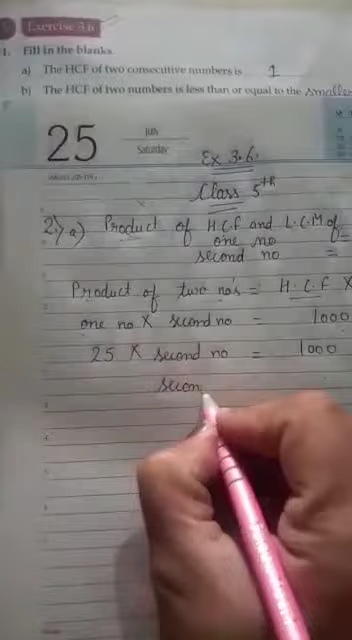 Exercise 3.6
1. Fill in the blanks.
a) The HCF of two consecutive numbers is 1
b) The HCF of two numbers is less than or equal to the smaller
25
July
Saturday
Ex 3.6.
Class 5th
2) a) Product of H.C.F and L.C.M of =
one no
second no =
Product of two no's = H.C.F X
one no X second no = 1000
25 X second no = 1000
secon